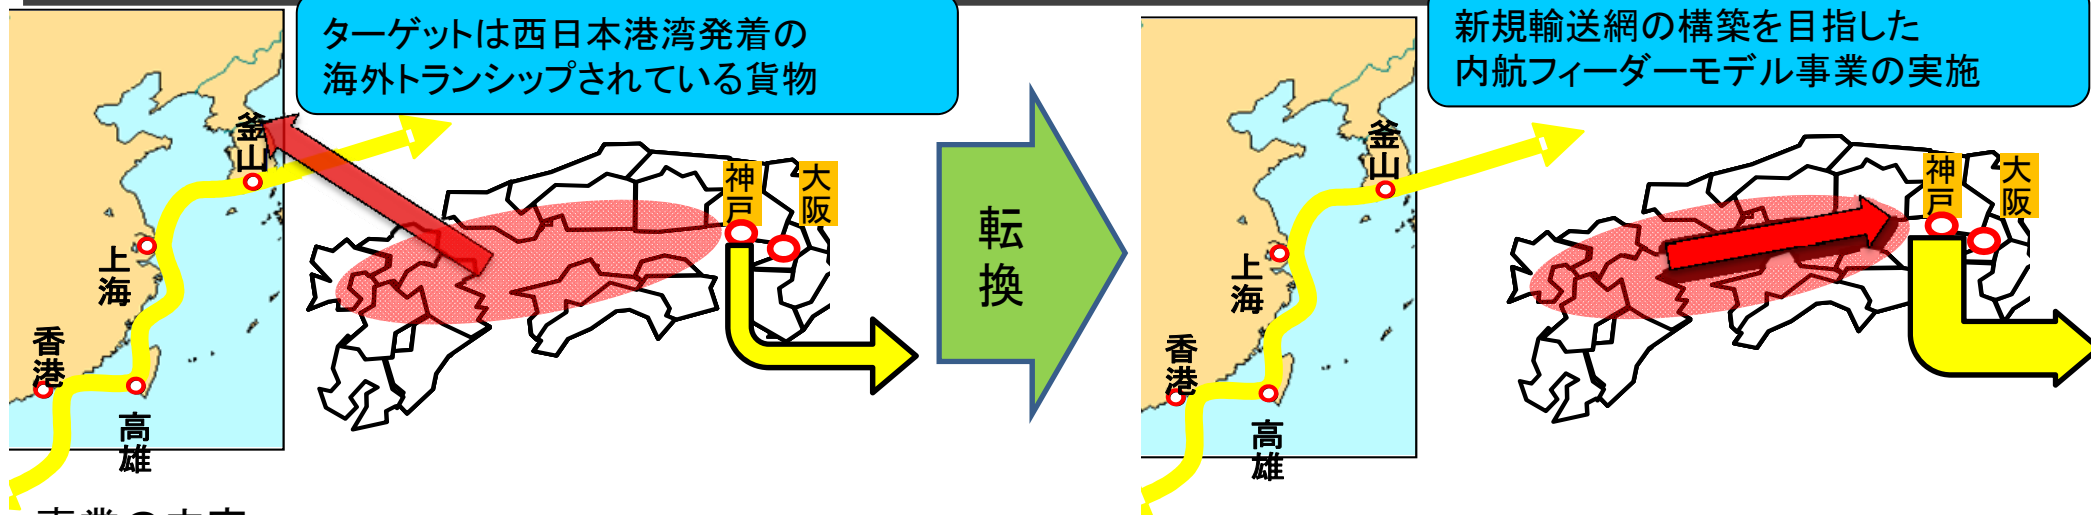 ターゲットは西日本港湾発着の
海外トランシップされている貨物
釜山
上海
香港
高雄
神戸
大阪
転換
新規輸送網の構築を目指した
内航フィーダーモデル事業の実施
釜山
上海
香港
高雄
神戸
大阪